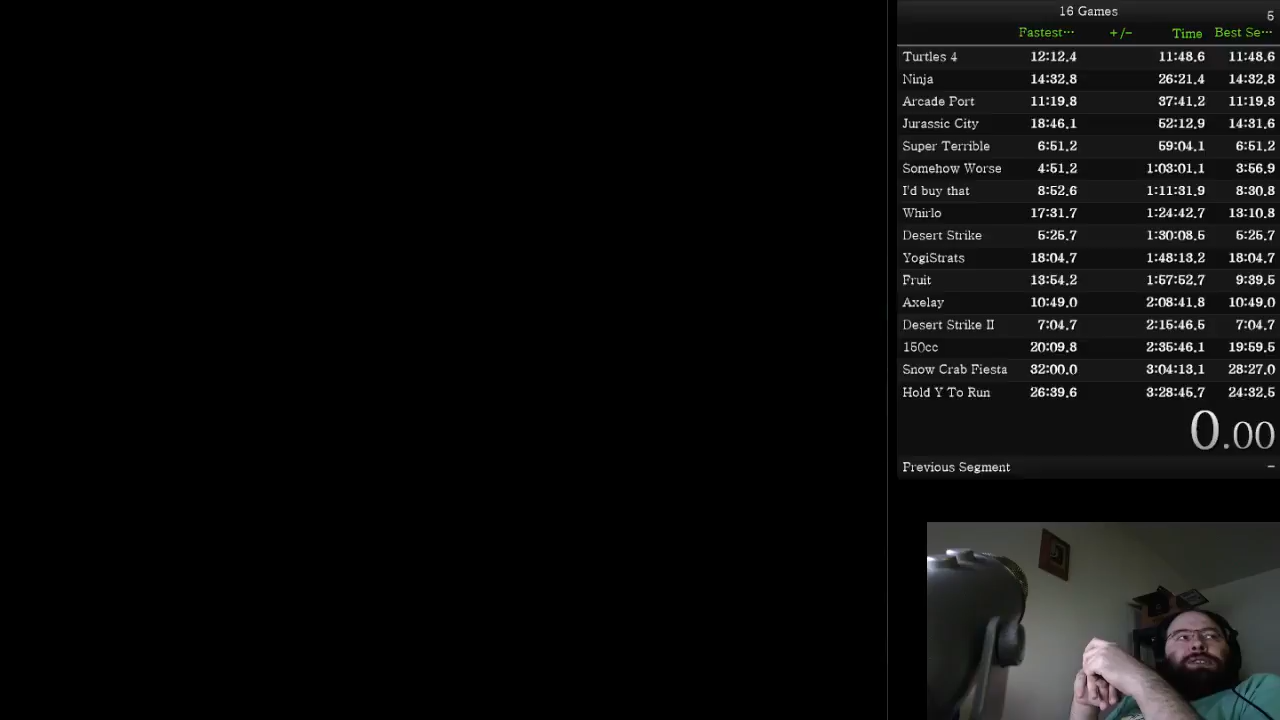 16 Games
5
Fastest… +/- Time Best Se…
Turtles 4 12:12.4 11:48.6 11:48.6
Ninja 14:32.8 26:21.4 14:32.8
Arcade Port 11:19.8 37:41.2 11:19.8
Jurassic City 18:46.1 52:12.9 14:31.6
Super Terrible 6:51.2 59:04.1 6:51.2
Somehow Worse 4:51.2 1:03:01.1 3:56.9
I'd buy that 8:52.6 1:11:31.9 8:30.8
Whirlo 17:31.7 1:24:42.7 13:10.8
Desert Strike 5:25.7 1:30:08.5 5:25.7
YogiStrats 18:04.7 1:48:13.2 18:04.7
Fruit 13:54.2 1:57:52.7 9:39.5
Axelay 10:49.0 2:08:41.8 10:49.0
Desert Strike II 7:04.7 2:15:46.5 7:04.7
150cc 20:09.8 2:35:46.1 19:59.5
Snow Crab Fiesta 32:00.0 3:04:13.1 28:27.0
Hold Y To Run 26:39.6 3:28:45.7 24:32.5
0.00
Previous Segment –